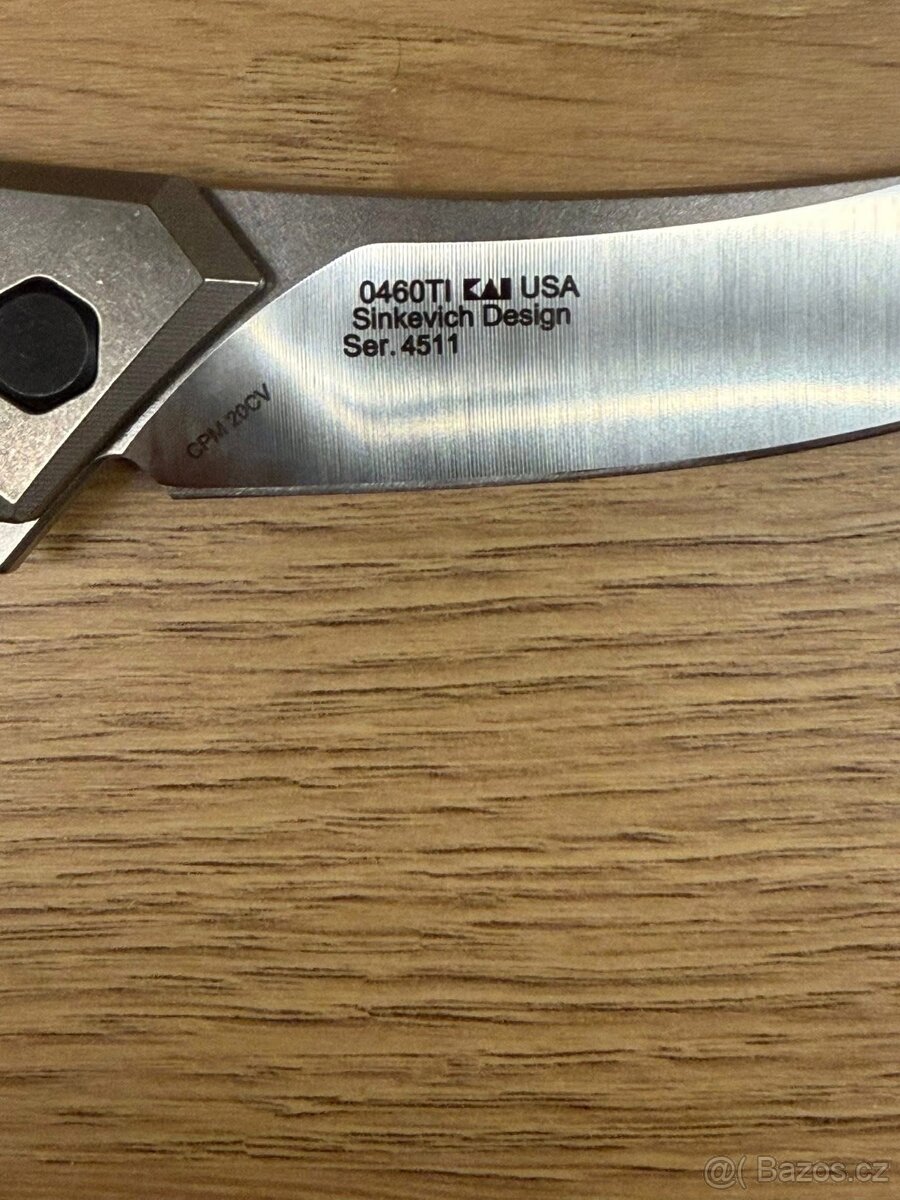 0460TI KAI USA
Sinkevich Design
Ser. 4511
CPM 20CV
@( Bazos.cz